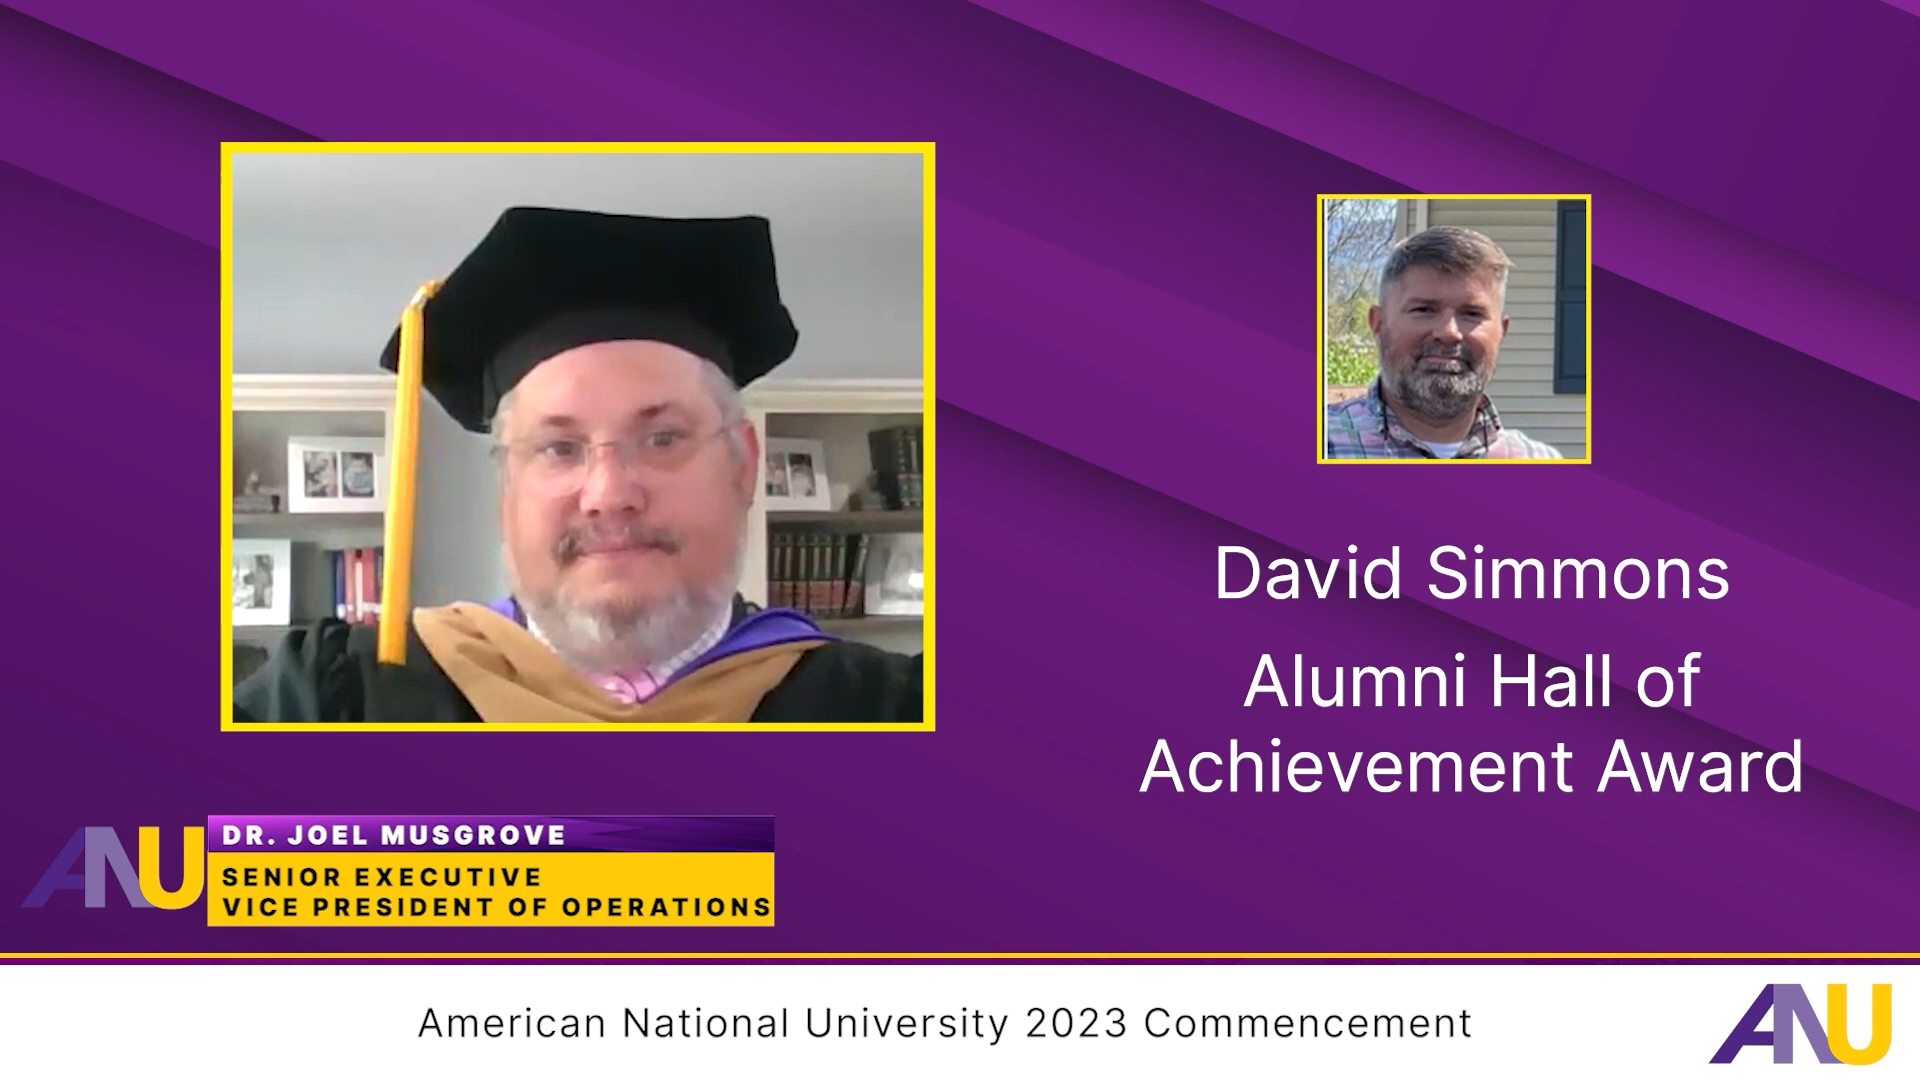 David Simmons
Alumni Hall of
Achievement Award
ANU
DR. JOEL MUSGROVE
SENIOR EXECUTIVE
VICE PRESIDENT OF OPERATIONS
American National University 2023 Commencement
ANU